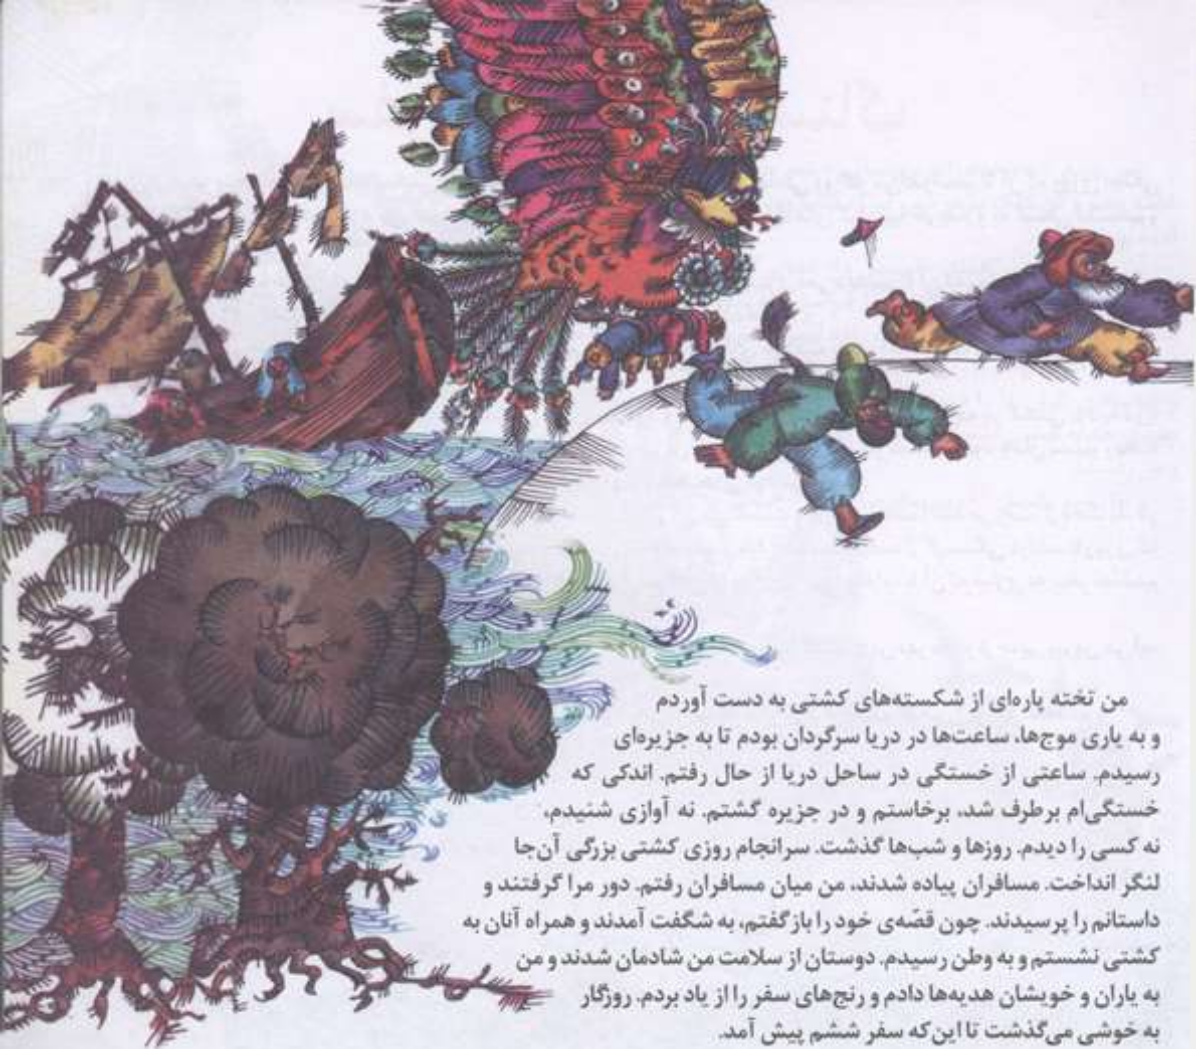 من تخته پاره‌ای از شکسته‌های کشتی به دست آوردم
و به یاری موج‌ها، ساعت‌ها در دریا سرگردان بودم تا به جزیره‌ای
رسیدم. ساعتی از خستگی در ساحل دریا از حال رفتم. اندکی که
خستگی‌ام برطرف شد، برخاستم و در جزیره گشتم. نه آوازی شنیدم،
نه کسی را دیدم. روزها و شب‌ها گذشت. سرانجام روزی کشتی بزرگی آن‌جا
لنگر انداخت. مسافران پیاده شدند، من میان مسافران رفتم. دور مرا گرفتند و
داستانم را پرسیدند. چون قصّه‌ی خود را بازگفتم، به شگفت آمدند و همراه آنان به
کشتی نشستم و به وطن رسیدم. دوستان از سلامت من شادمان شدند و من
به یاران و خویشان هدیه‌ها دادم و رنج‌های سفر را از یاد بردم. روزگار
به خوشی می‌گذشت تا این‌که سفر ششم پیش آمد.